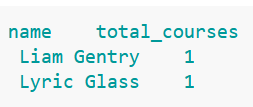 name    total_courses
Liam Gentry    1
Lyric Glass    1